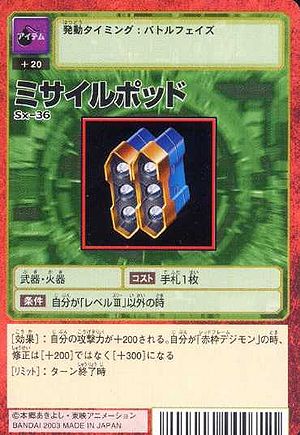 アイテム
発動タイミング：バトルフェイズ
+20
ミサイルポッド
Sx-36
武器・火器
コスト 手札1枚
条件 自分が「レベルⅢ」以外の時
[効果]：自分の攻撃力が+200される。自分が「赤枠デジモン」の時、
修正は[+200]ではなく[+300]になる
[リミット]：ターン終了時
©本郷あきよし・東映アニメーション
BANDAI 2003 MADE IN JAPAN